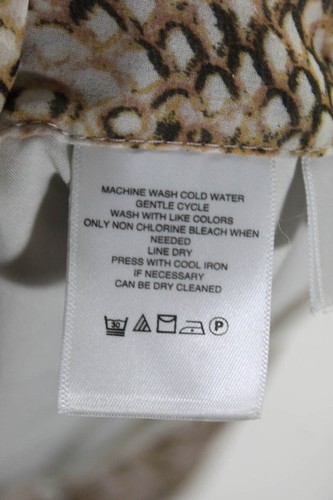 MACHINE WASH COLD WATER
GENTLE CYCLE
WASH WITH LIKE COLORS
ONLY NON CHLORINE BLEACH WHEN
NEEDED
LINE DRY
PRESS WITH COOL IRON
IF NECESSARY
CAN BE DRY CLEANED
30 P